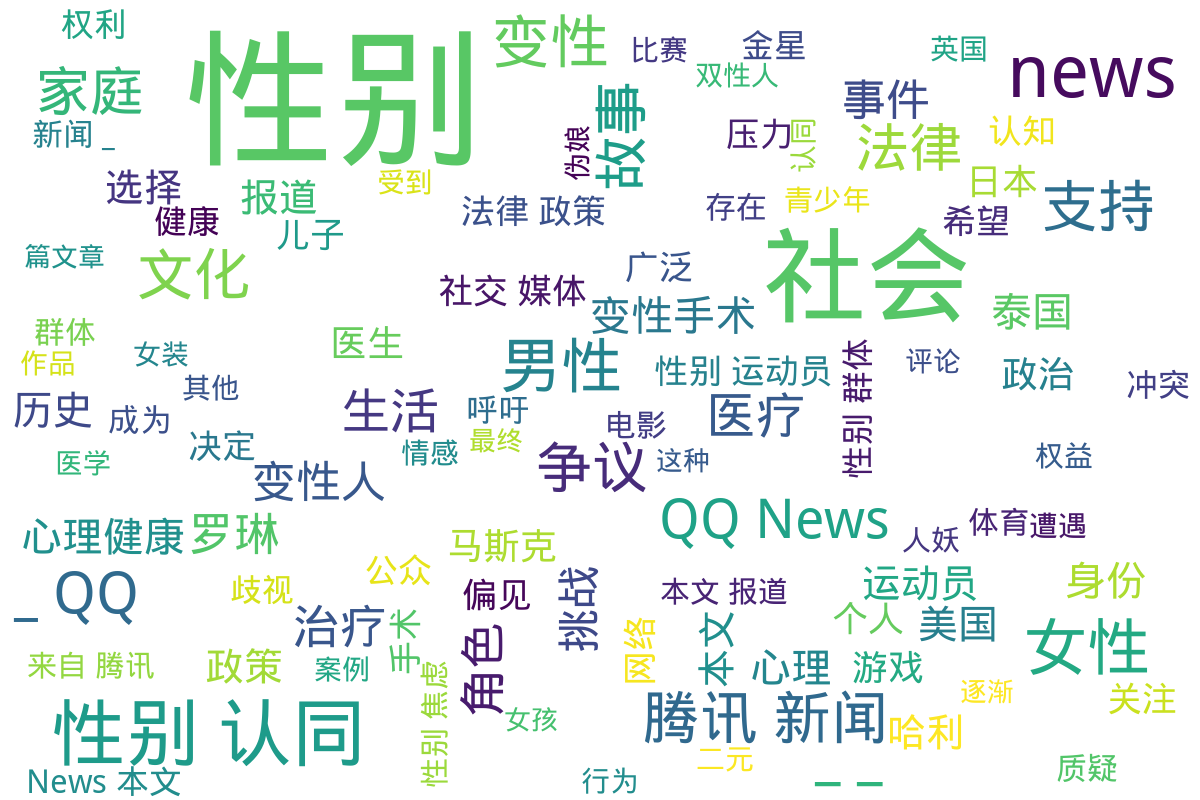 权利
性别
变性
比赛
金星
英国
news
家庭
双性人
事件
新闻 _
故事
伪娘
压力
认同
法律
认知
选择
报道
受到
日本
支持
健康
儿子
法律 政策
存在
青少年
希望
篇文章
文化
社交 媒体
广泛
社会
泰国
群体
作品
女装
医生
变性手术
男性
性别 运动员
性别 群体
评论
政治
冲突
历史
成为
其他
生活
呼吁
电影
医疗
决定
情感
最终
医学
变性人
争议
这种
权益
心理健康
罗琳
马斯克
QQ News
人妖
体育
遭遇
_ QQ
歧视
公众
偏见
挑战
本文 报道
运动员
身份
治疗
手术
角色
网络
本文
个人
美国
女性
来自 腾讯
政策
案例
性别 焦虑
心理
游戏
逐渐
关注
性别 认同
女孩
腾讯 新闻
哈利
二元
质疑
News 本文
行为
_ _